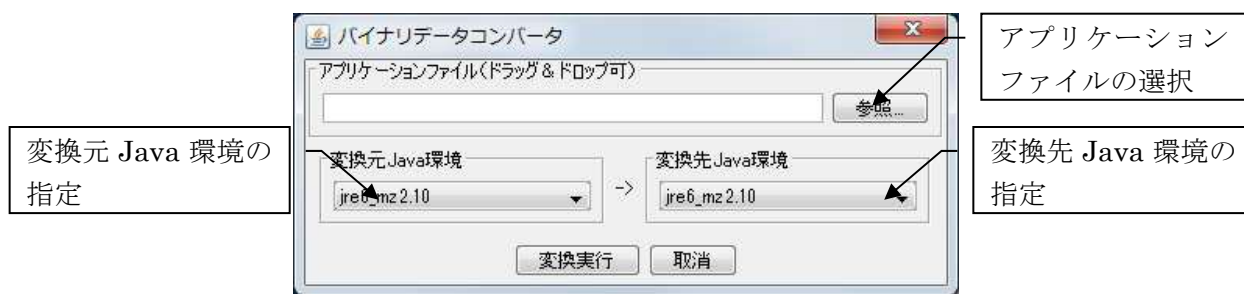 バイナリデータコンバータ
アプリケーション
ファイルの選択
アプリケーションファイル(ドラッグ&ドロップ可)
参照...
変換元 Java 環境の
指定
変換元Java環境
jre6_mz2.10
->
変換先Java環境
jre6_mz2.10
変換先 Java 環境の
指定
変換実行
取消